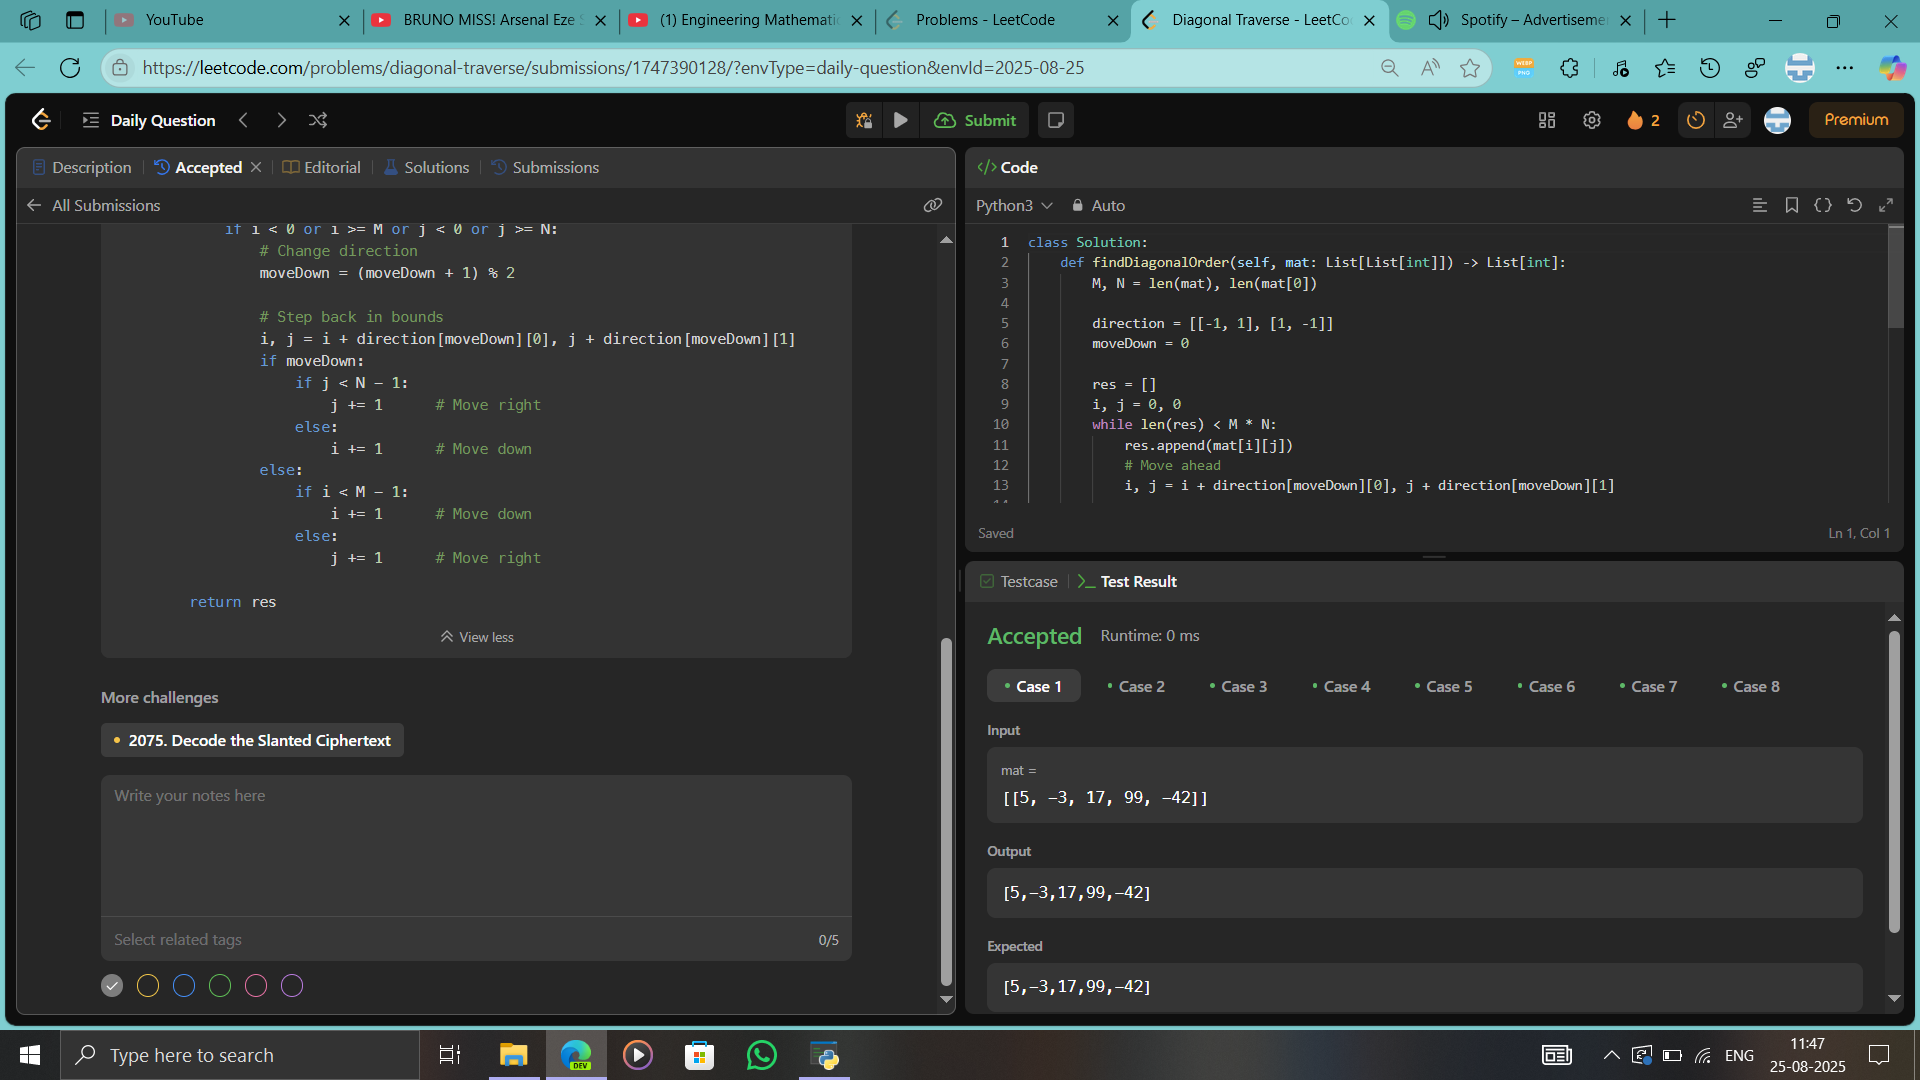 YouTube
BRUNO MISS! Arsenal Eze S
(1) Engineering Mathematic
Problems - LeetCode
Diagonal Traverse - LeetCo
Spotify – Advertiseme
https://leetcode.com/problems/diagonal-traverse/submissions/1747390128/?envType=daily-question&envId=2025-08-25
Daily Question
Submit
2
Premium
Description
Accepted
Editorial
Solutions
Submissions
All Submissions
if i < 0 or i >= M or j < 0 or j >= N:
# Change direction
moveDown = (moveDown + 1) % 2
# Step back in bounds
i, j = i + direction[moveDown][0], j + direction[moveDown][1]
if moveDown:
if j < N - 1:
j += 1 # Move right
else:
i += 1 # Move down
else:
if i < M - 1:
i += 1 # Move down
else:
j += 1 # Move right
return res
View less
More challenges
2075. Decode the Slanted Ciphertext
Write your notes here
Select related tags
0/5
Code
Python3
Auto
1 class Solution:
2 def findDiagonalOrder(self, mat: List[List[int]]) -> List[int]:
3 M, N = len(mat), len(mat[0])
4
5 direction = [[-1, 1], [1, -1]]
6 moveDown = 0
7
8 res = []
9 i, j = 0, 0
10 while len(res) < M * N:
11 res.append(mat[i][j])
12 # Move ahead
13 i, j = i + direction[moveDown][0], j + direction[moveDown][1]
Saved
Ln 1, Col 1
Testcase
Test Result
Accepted
Runtime: 0 ms
Case 1
Case 2
Case 3
Case 4
Case 5
Case 6
Case 7
Case 8
Input
mat =
[[5, -3, 17, 99, -42]]
Output
[5,-3,17,99,-42]
Expected
[5,-3,17,99,-42]
Type here to search
DEV
ENG
11:47
25-08-2025